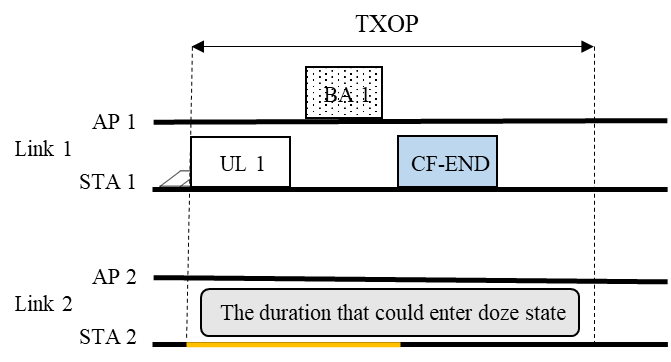 TXOP
BA 1
AP 1
Link 1
UL 1
CF-END
STA 1
AP 2
Link 2
The duration that could enter doze state
STA 2